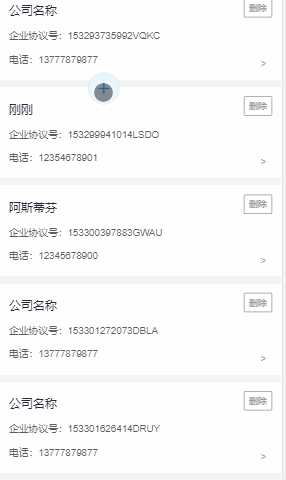 公司名称 删除
企业协议号：153293735992VQKC
电话：13777879877
>
刚刚 删除
企业协议号：153299941014LSDO
电话：12354678901
>
阿斯蒂芬 删除
企业协议号：153300397883GWAU
电话：12345678900
>
公司名称 删除
企业协议号：153301272073DBLA
电话：13777879877
>
公司名称 删除
企业协议号：153301626414DRUY
电话：13777879877
>